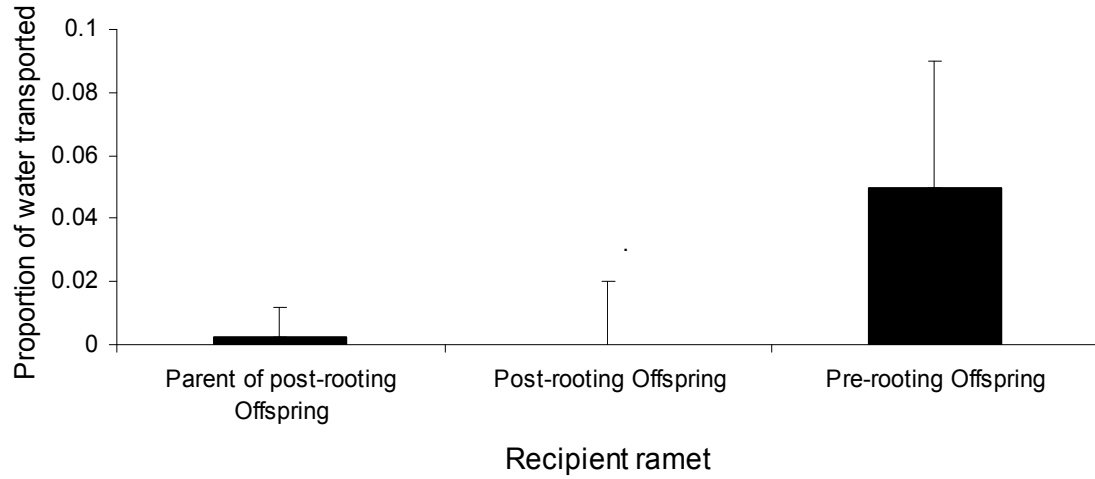 Proportion of water transported
0.1
0.08
0.06
0.04
0.02
0
Parent of post-rooting
Offspring
Post-rooting Offspring
Pre-rooting Offspring
Recipient ramet